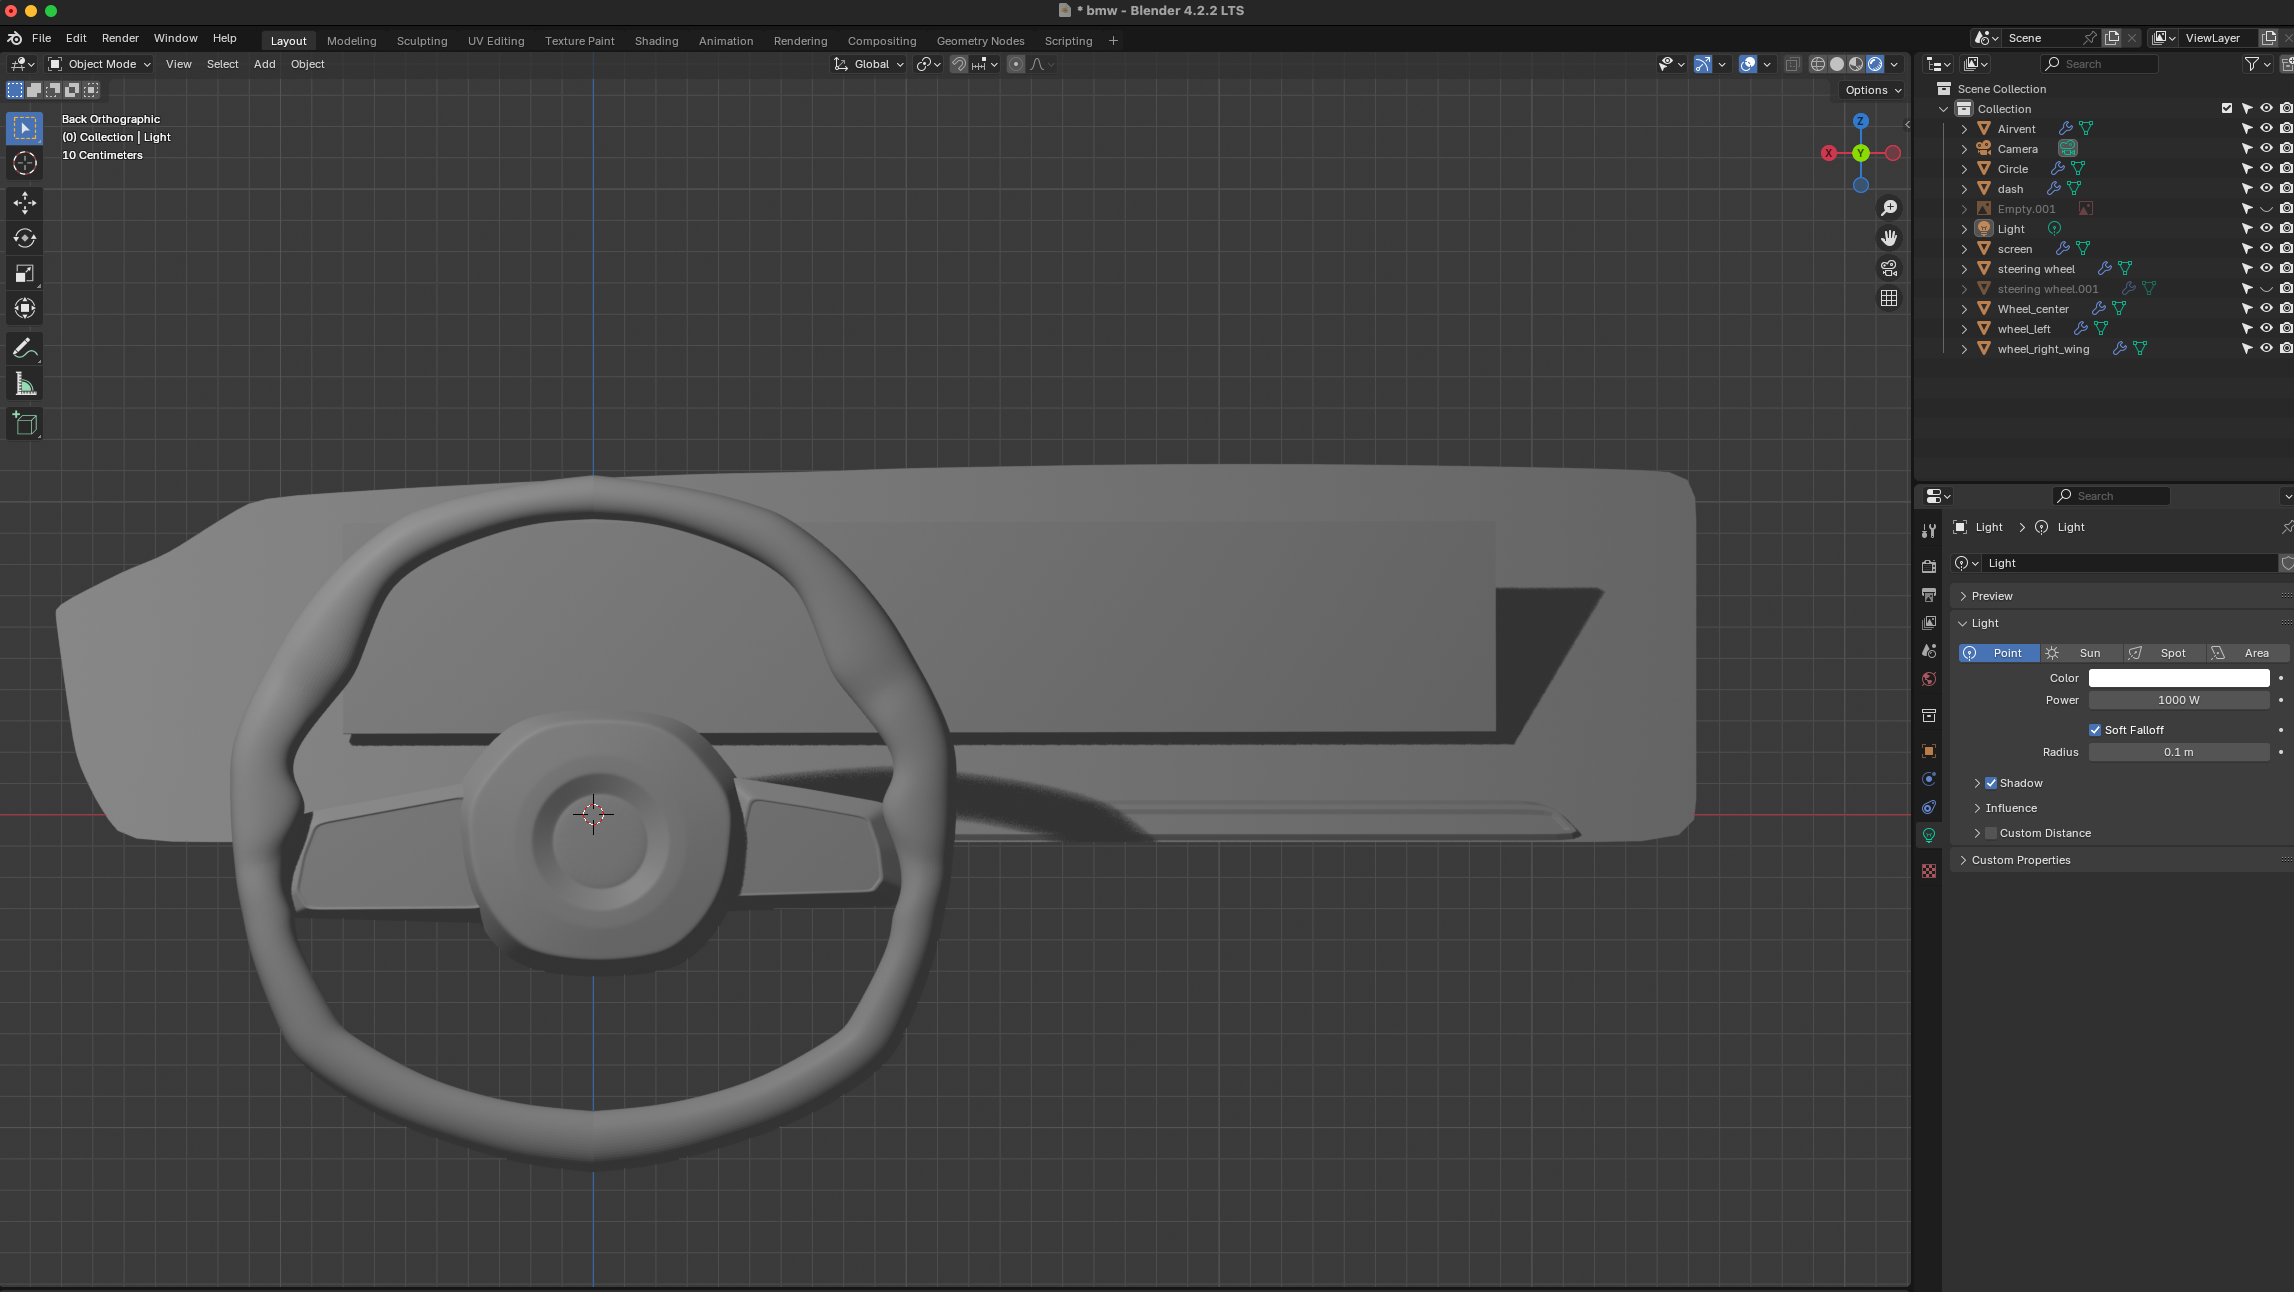 * bmw - Blender 4.2.2 LTS
File Edit Render Window Help
Layout Modeling Sculpting UV Editing Texture Paint Shading Animation Rendering Compositing Geometry Nodes Scripting +
Scene
ViewLayer
Object Mode View Select Add Object
Global
Search
Options
Back Orthographic
(0) Collection | Light
10 Centimeters
Z
X
Y
Scene Collection
Collection
Airvent
Camera
Circle
dash
Empty.001
Light
screen
steering wheel
steering wheel.001
Wheel_center
wheel_left
wheel_right_wing
Search
Light > Light
Light
Preview
Light
Point Sun Spot Area
Color
Power 1000 W
Soft Falloff
Radius 0.1 m
Shadow
Influence
Custom Distance
Custom Properties